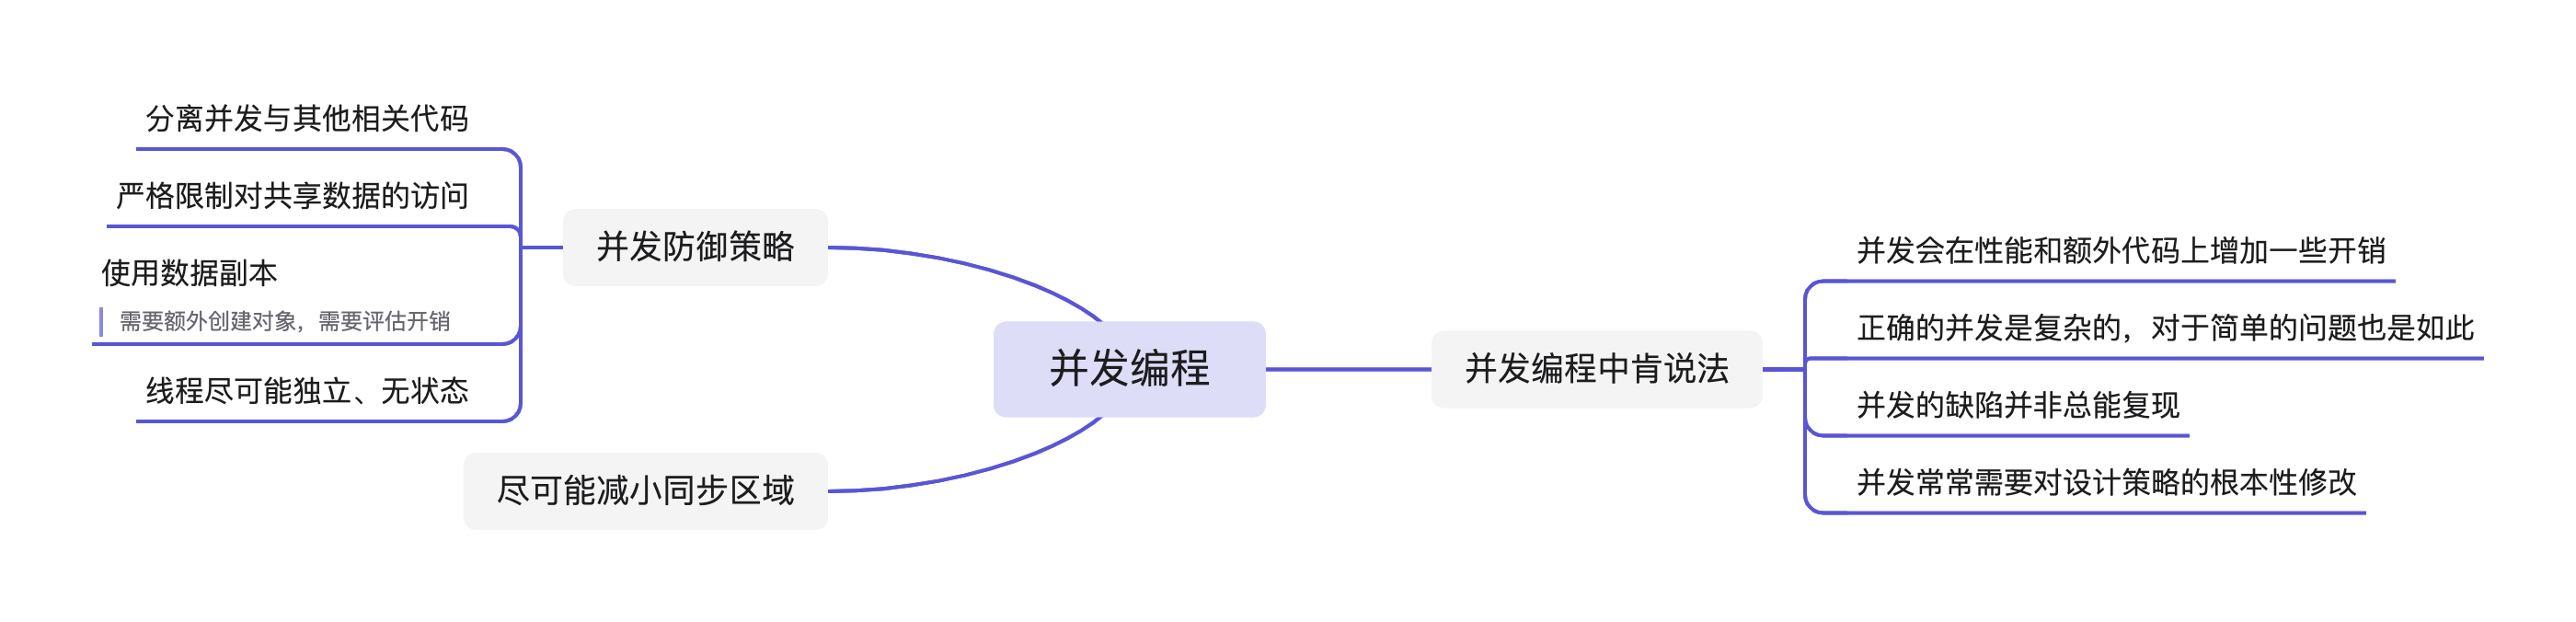 分离并发与其他相关代码
严格限制对共享数据的访问
使用数据副本
需要额外创建对象，需要评估开销
线程尽可能独立、无状态
并发防御策略
尽可能减小同步区域
并发编程
并发编程中肯说法
并发会在性能和额外代码上增加一些开销
正确的并发是复杂的，对于简单的问题也是如此
并发的缺陷并非总能复现
并发常常需要对设计策略的根本性修改